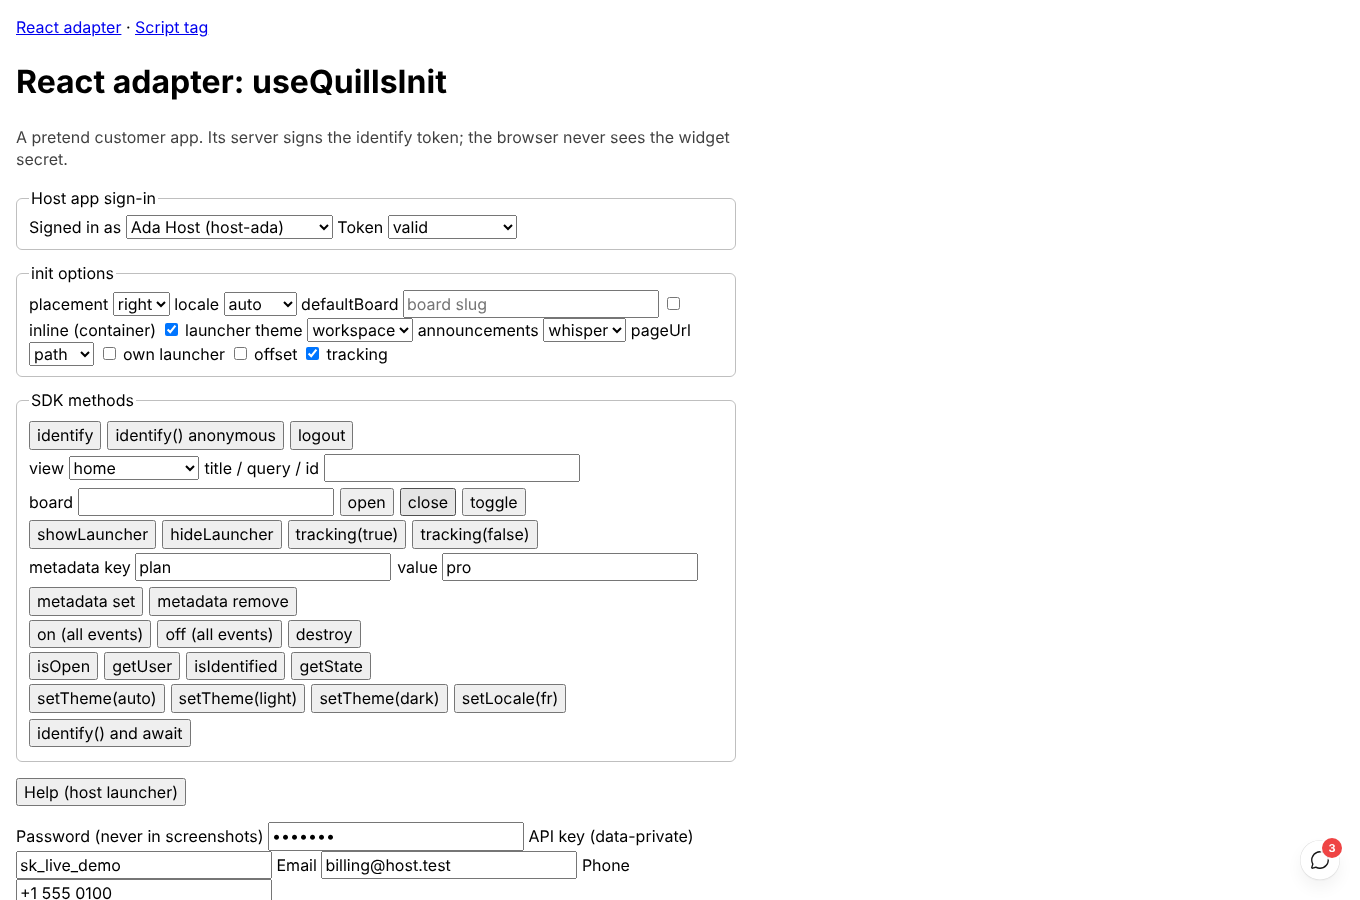 React adapter · Script tag
React adapter: useQuillsInit
A pretend customer app. Its server signs the identify token; the browser never sees the widget
secret.
Host app sign-in
Signed in as Ada Host (host-ada) Token valid
init options
placement right locale auto defaultBoard board slug
inline (container) launcher theme workspace announcements whisper pageUrl
path own launcher offset tracking
SDK methods
identify identify() anonymous logout
view home title / query / id
board open close toggle
showLauncher hideLauncher tracking(true) tracking(false)
metadata key plan value pro
metadata set metadata remove
on (all events) off (all events) destroy
isOpen getUser isIdentified getState
setTheme(auto) setTheme(light) setTheme(dark) setLocale(fr)
identify() and await
Help (host launcher)
Password (never in screenshots) ••••••• API key (data-private)
sk_live_demo Email billing@host.test Phone
+1 555 0100
3